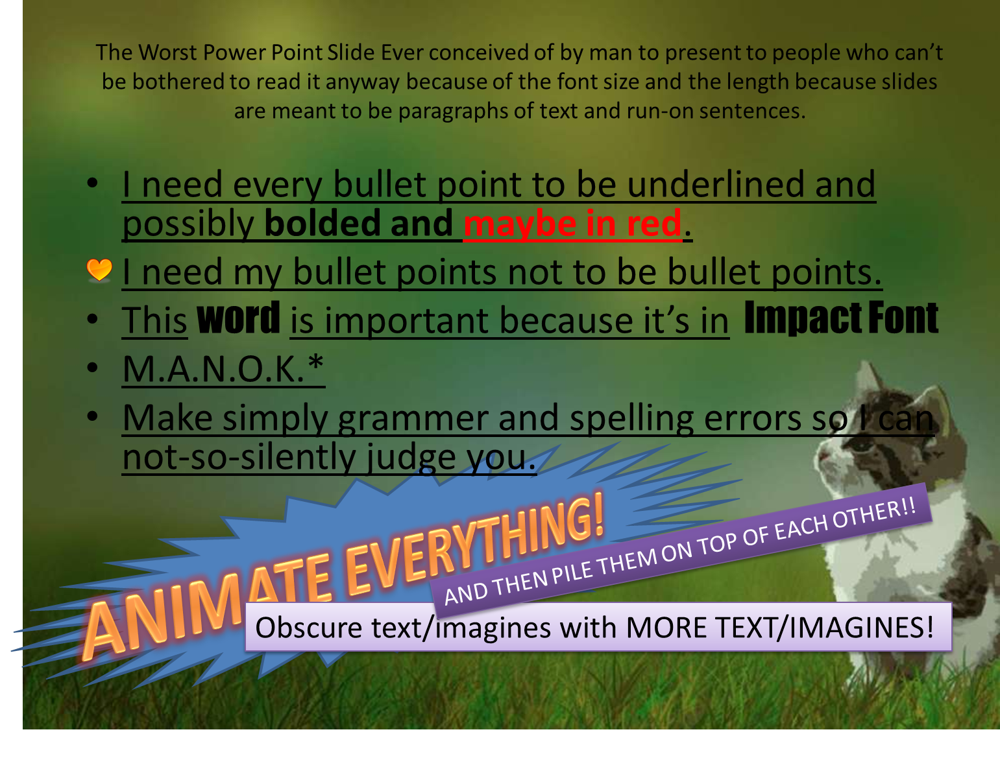 The Worst Power Point Slide Ever conceived of by man to present to people who can’t
be bothered to read it anyway because of the font size and the length because slides
are meant to be paragraphs of text and run-on sentences.
• I need every bullet point to be underlined and
possibly bolded and maybe in red.
I need my bullet points not to be bullet points.
• This word is important because it’s in Impact Font
• M.A.N.O.K.*
• Make simply grammer and spelling errors so I can
not-so-silently judge you.
ANIMATE EVERYTHING!
AND THEN PILE THEM ON TOP OF EACH OTHER!!
Obscure text/imagines with MORE TEXT/IMAGINES!